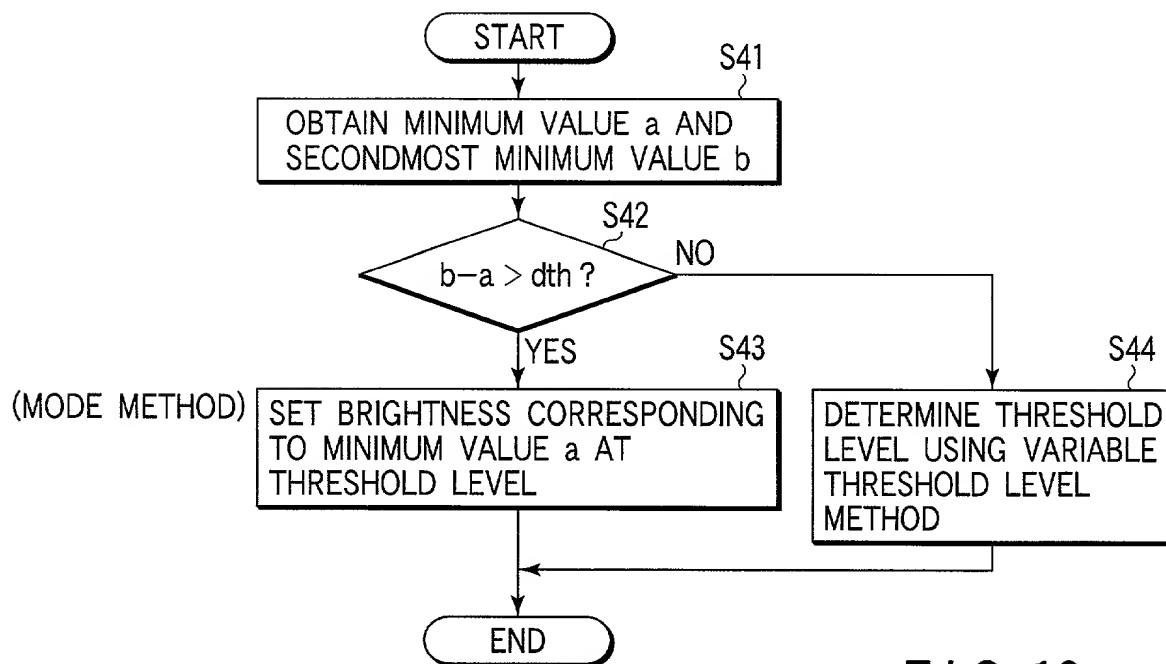 START
S41
OBTAIN MINIMUM VALUE a AND
SECONDMOST MINIMUM VALUE b
S42
b-a > dth ?
NO
YES
S43
(MODE METHOD)
SET BRIGHTNESS CORRESPONDING
TO MINIMUM VALUE a AT
THRESHOLD LEVEL
S44
DETERMINE THRESHOLD
LEVEL USING VARIABLE
THRESHOLD LEVEL
METHOD
END